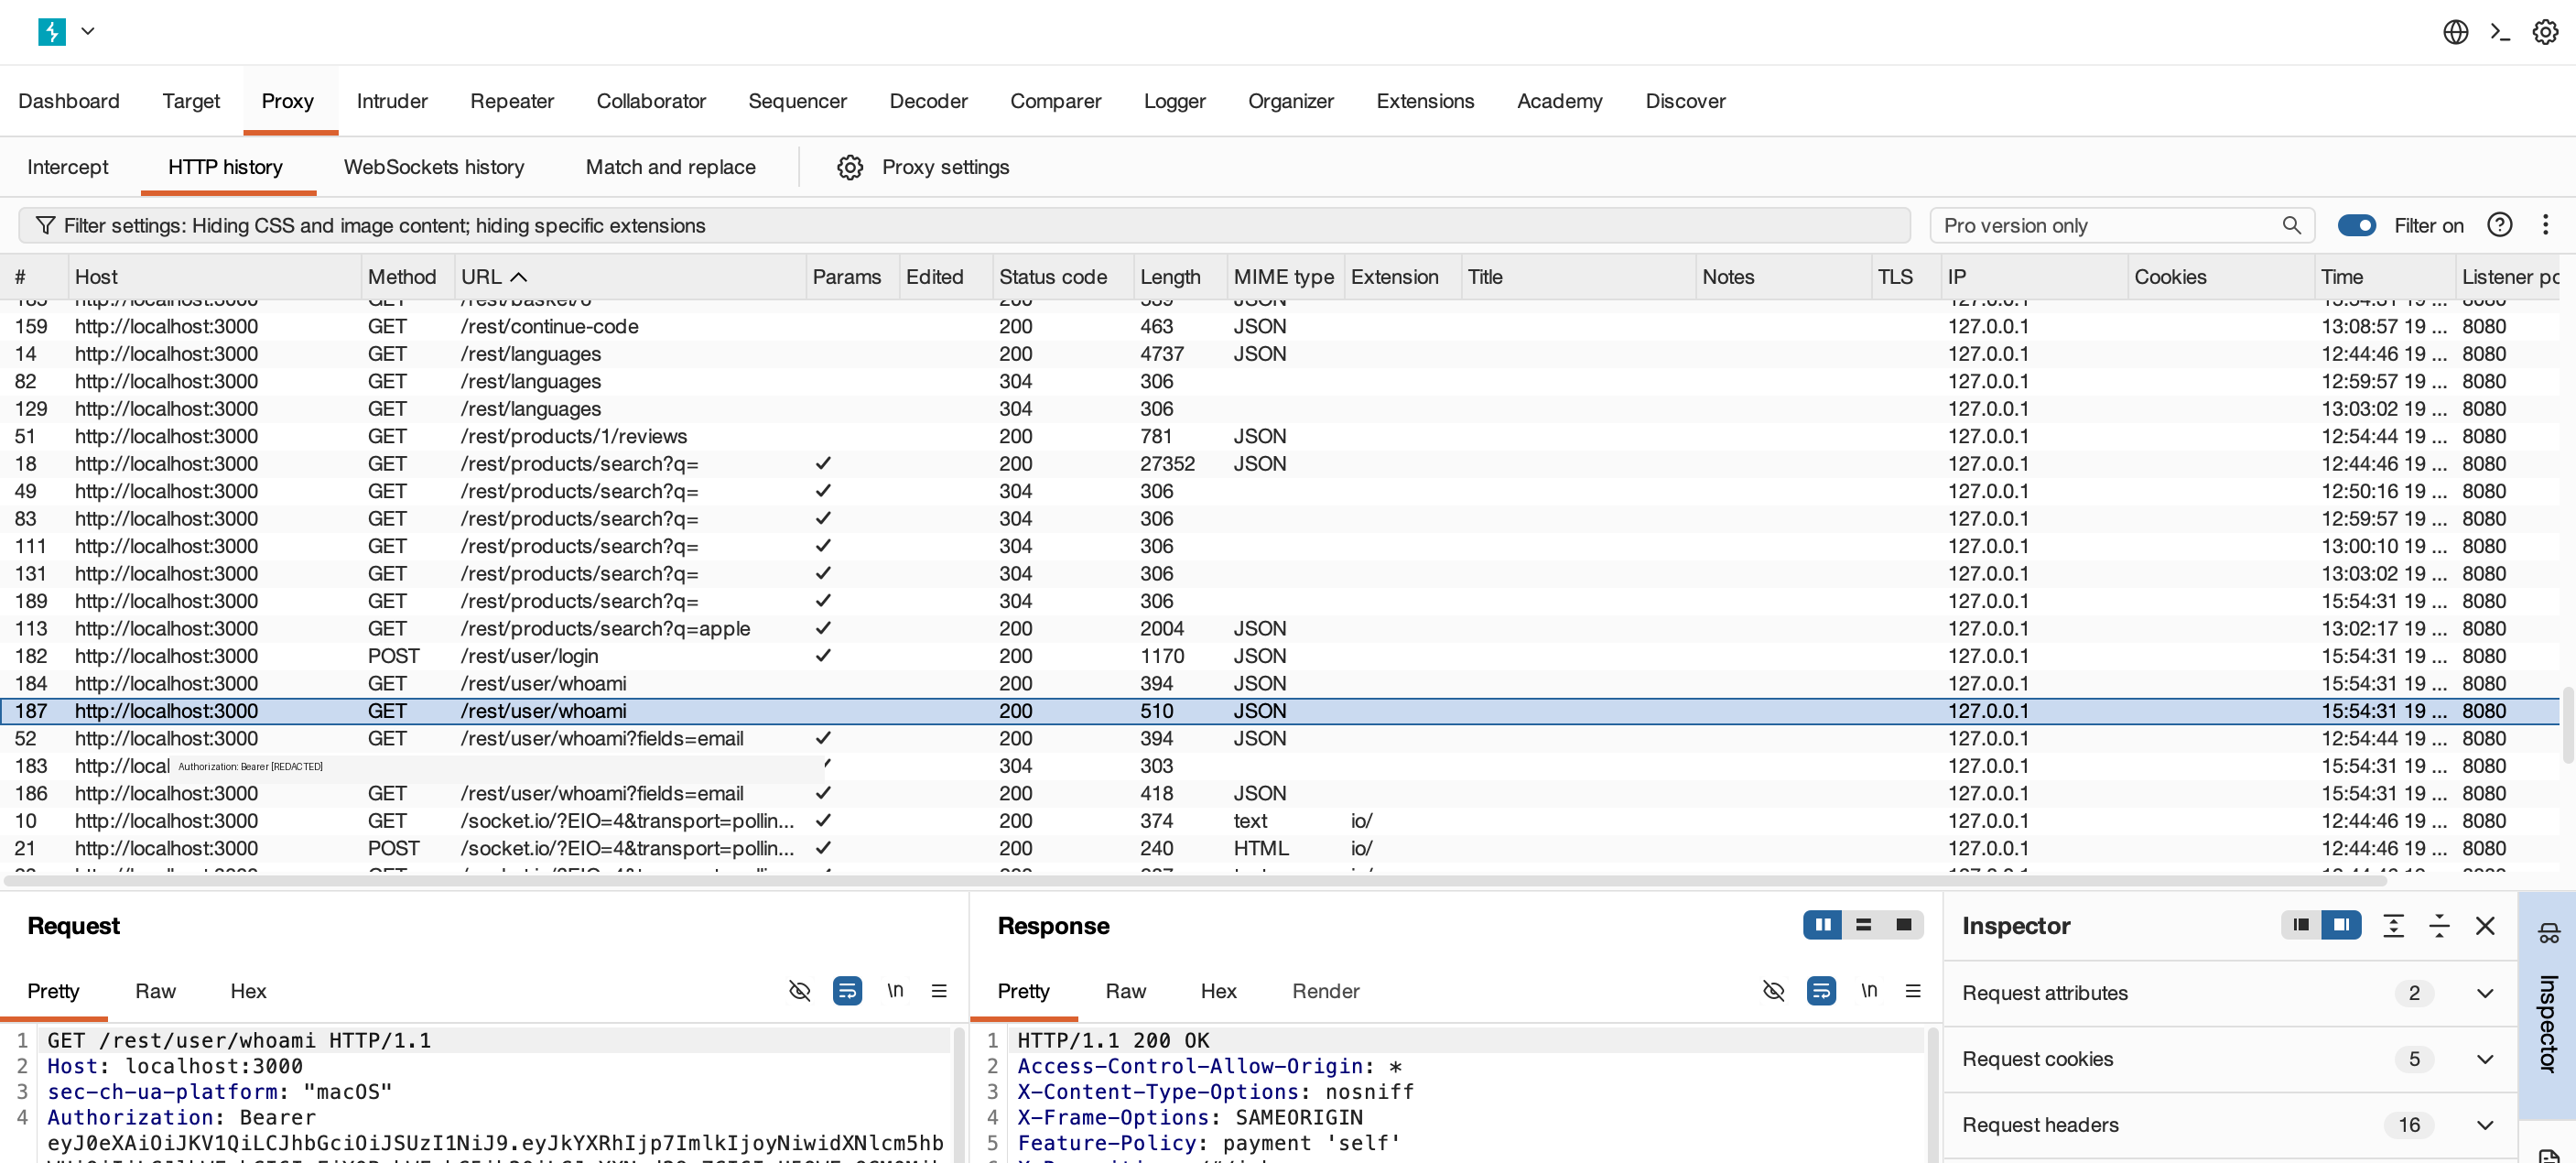 Dashboard Target Proxy Intruder Repeater Collaborator Sequencer Decoder Comparer Logger Organizer Extensions Academy Discover
Intercept HTTP history WebSockets history Match and replace Proxy settings
Filter settings: Hiding CSS and image content; hiding specific extensions Pro version only Filter on
# Host Method URL Params Edited Status code Length MIME type Extension Title Notes TLS IP Cookies Time Listener po
159 http://localhost:3000 GET /rest/continue-code 200 463 JSON 127.0.0.1 13:08:57 19 ... 8080
14 http://localhost:3000 GET /rest/languages 200 4737 JSON 127.0.0.1 12:44:46 19 ... 8080
82 http://localhost:3000 GET /rest/languages 304 306 127.0.0.1 12:59:57 19 ... 8080
129 http://localhost:3000 GET /rest/languages 304 306 127.0.0.1 13:03:02 19 ... 8080
51 http://localhost:3000 GET /rest/products/1/reviews 200 781 JSON 127.0.0.1 12:54:44 19 ... 8080
18 http://localhost:3000 GET /rest/products/search?q= ✓ 200 27352 JSON 127.0.0.1 12:44:46 19 ... 8080
49 http://localhost:3000 GET /rest/products/search?q= ✓ 304 306 127.0.0.1 12:50:16 19 ... 8080
83 http://localhost:3000 GET /rest/products/search?q= ✓ 304 306 127.0.0.1 12:59:57 19 ... 8080
111 http://localhost:3000 GET /rest/products/search?q= ✓ 304 306 127.0.0.1 13:00:10 19 ... 8080
131 http://localhost:3000 GET /rest/products/search?q= ✓ 304 306 127.0.0.1 13:03:02 19 ... 8080
189 http://localhost:3000 GET /rest/products/search?q= ✓ 304 306 127.0.0.1 15:54:31 19 ... 8080
113 http://localhost:3000 GET /rest/products/search?q=apple ✓ 200 2004 JSON 127.0.0.1 13:02:17 19 ... 8080
182 http://localhost:3000 POST /rest/user/login ✓ 200 1170 JSON 127.0.0.1 15:54:31 19 ... 8080
184 http://localhost:3000 GET /rest/user/whoami 200 394 JSON 127.0.0.1 15:54:31 19 ... 8080
187 http://localhost:3000 GET /rest/user/whoami 200 510 JSON 127.0.0.1 15:54:31 19 ... 8080
52 http://localhost:3000 GET /rest/user/whoami?fields=email ✓ 200 394 JSON 127.0.0.1 12:54:44 19 ... 8080
183 http://local Authorization: Bearer [REDACTED] 304 303 127.0.0.1 15:54:31 19 ... 8080
186 http://localhost:3000 GET /rest/user/whoami?fields=email ✓ 200 418 JSON 127.0.0.1 15:54:31 19 ... 8080
10 http://localhost:3000 GET /socket.io/?EIO=4&transport=pollin... ✓ 200 374 text io/ 127.0.0.1 12:44:46 19 ... 8080
21 http://localhost:3000 POST /socket.io/?EIO=4&transport=pollin... ✓ 200 240 HTML io/ 127.0.0.1 12:44:46 19 ... 8080
Request
Pretty Raw Hex \n
1 GET /rest/user/whoami HTTP/1.1
2 Host: localhost:3000
3 sec-ch-ua-platform: "macOS"
4 Authorization: Bearer
eyJ0eXAiOiJKV1QiLCJhbGciOiJSUzI1NiJ9.eyJkYXRhIjp7ImlkIjoyNiwidXNlcm5hb
Response
Pretty Raw Hex Render \n
1 HTTP/1.1 200 OK
2 Access-Control-Allow-Origin: *
3 X-Content-Type-Options: nosniff
4 X-Frame-Options: SAMEORIGIN
5 Feature-Policy: payment 'self'
Inspector
Request attributes 2
Request cookies 5
Request headers 16
Inspector